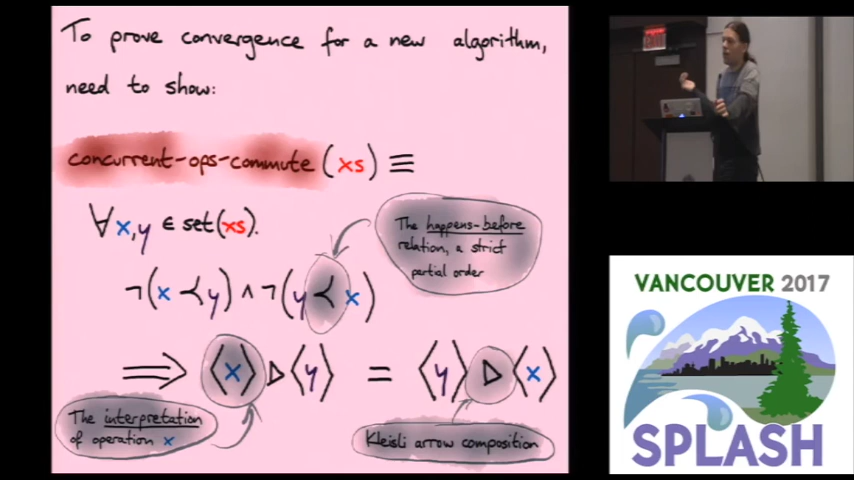 To prove convergence for a new algorithm,
need to show:
concurrent-ops-commute (xs) ≡
∀x,y ∈ set(xs).
The happens-before
relation, a strict
partial order
¬(x ≺ y) ∧ ¬(y ≺ x)
⟹ ⟨x⟩ ▷ ⟨y⟩ = ⟨y⟩ ▷ ⟨x⟩
The interpretation
of operation x
Kleisli arrow composition
VANCOUVER 2017
SPLASH